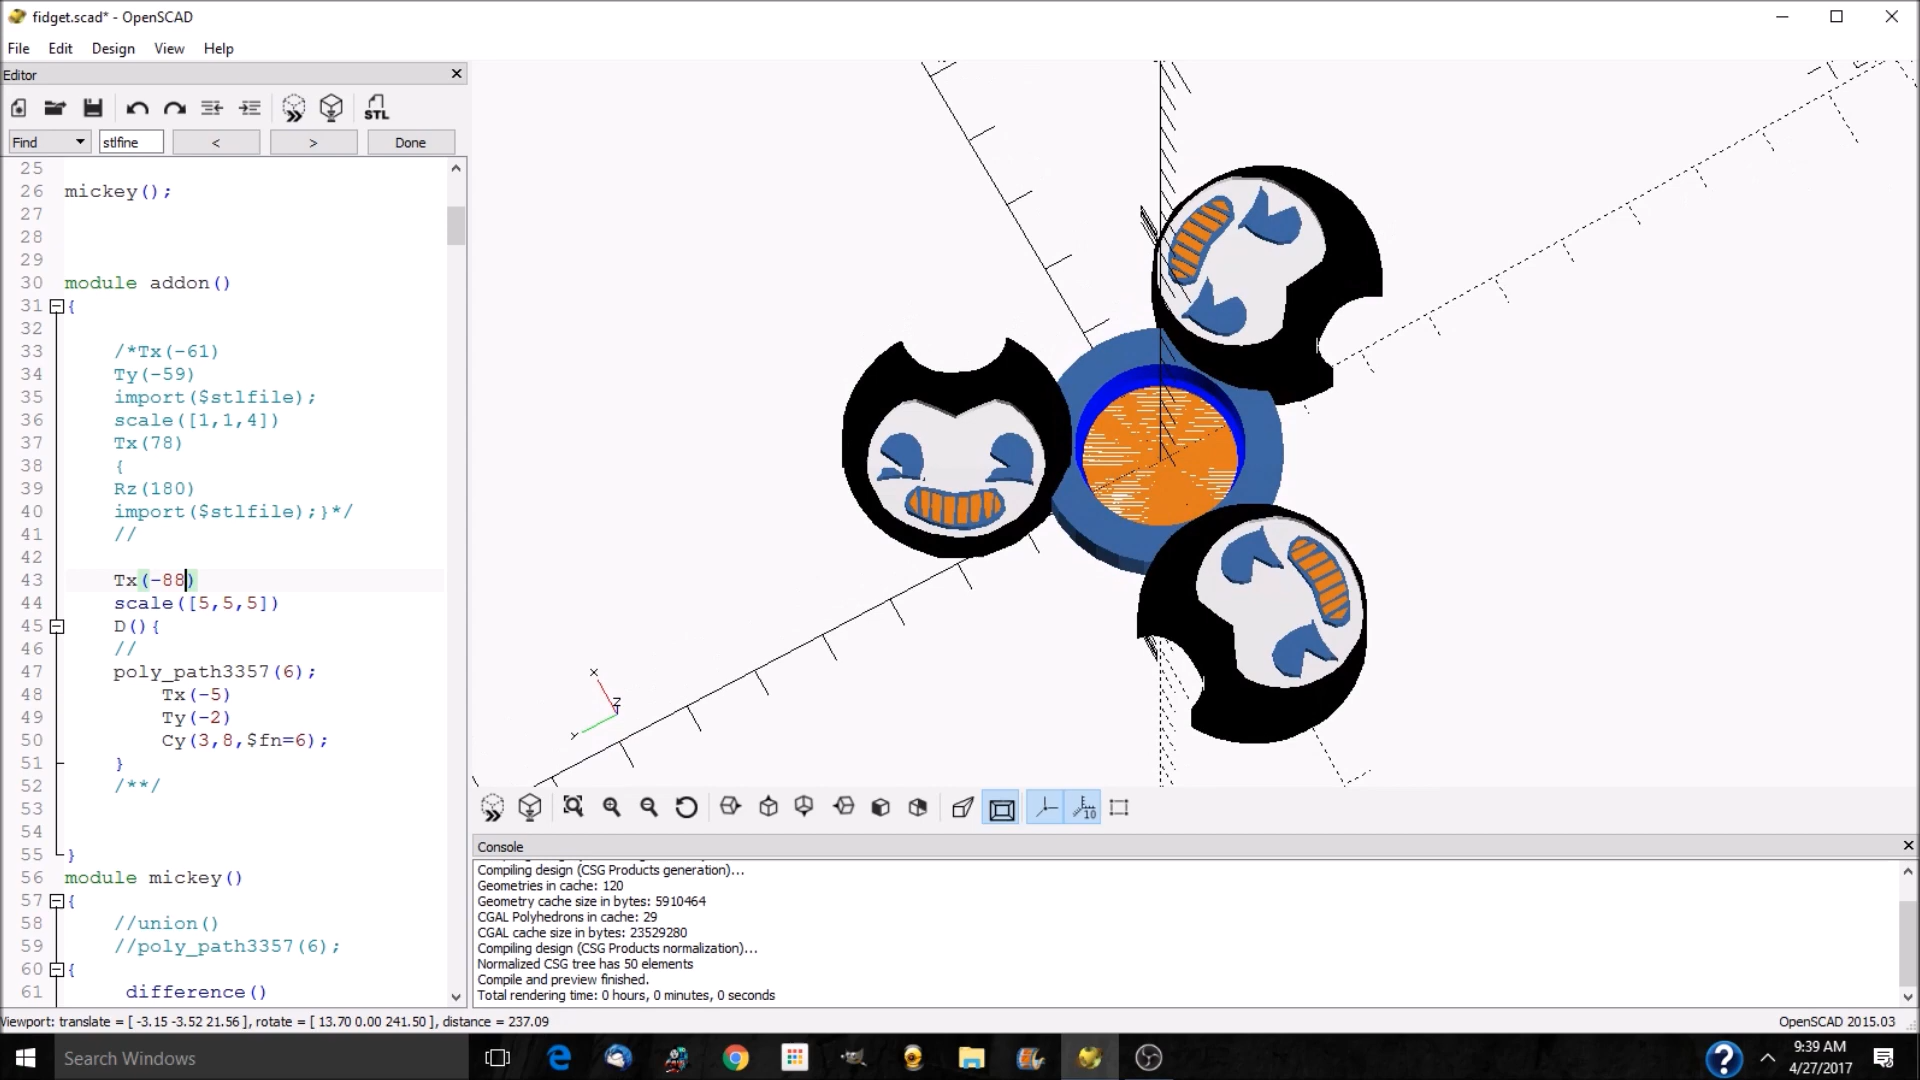 fidget.scad* - OpenSCAD
File Edit Design View Help
Editor
STL
Find stlfine < > Done
25
26 mickey();
27
28
29
30 module addon()
31 {
32
33 /*Tx(-61)
34 Ty(-59)
35 import($stlfile);
36 scale([1,1,4])
37 Tx(78)
38 {
39 Rz(180)
40 import($stlfile);}*/
41 //
42
43 Tx(-88)
44 scale([5,5,5])
45 D(){
46 //
47 poly_path3357(6);
48 Tx(-5)
49 Ty(-2)
50 Cy(3,8,$fn=6);
51 }
52 /**/
53
54
55 }
56 module mickey()
57 {
58 //union()
59 //poly_path3357(6);
60 {
61 difference()
X
Z
Y
10
Console
Compiling design (CSG Products generation)...
Geometries in cache: 120
Geometry cache size in bytes: 5910464
CGAL Polyhedrons in cache: 29
CGAL cache size in bytes: 23529280
Compiling design (CSG Products normalization)...
Normalized CSG tree has 50 elements
Compile and preview finished.
Total rendering time: 0 hours, 0 minutes, 0 seconds
Viewport: translate = [ -3.15 -3.52 21.56 ], rotate = [ 13.70 0.00 241.50 ], distance = 237.09
OpenSCAD 2015.03
Search Windows
9:39 AM
4/27/2017